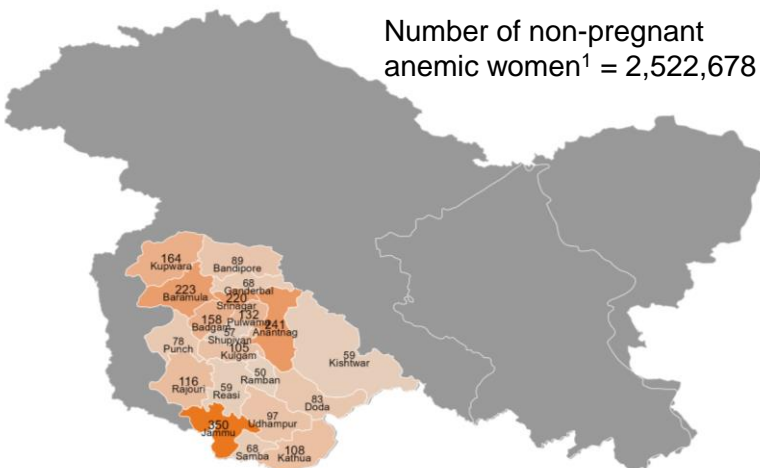 Number of non-pregnant
anemic women¹ = 2,522,678
164
Kupwara
89
Bandipore
68
Ganderbal
223
Baramula
220
Srinagar
132
Pulwama
241
Anantnag
158
Badgam
57
Shupiyan
105
Kulgam
78
Punch
59
Kishtwar
50
Ramban
116
Rajouri
59
Reasi
83
Doda
97
Udhampur
350
Jammu
68
Samba
108
Kathua